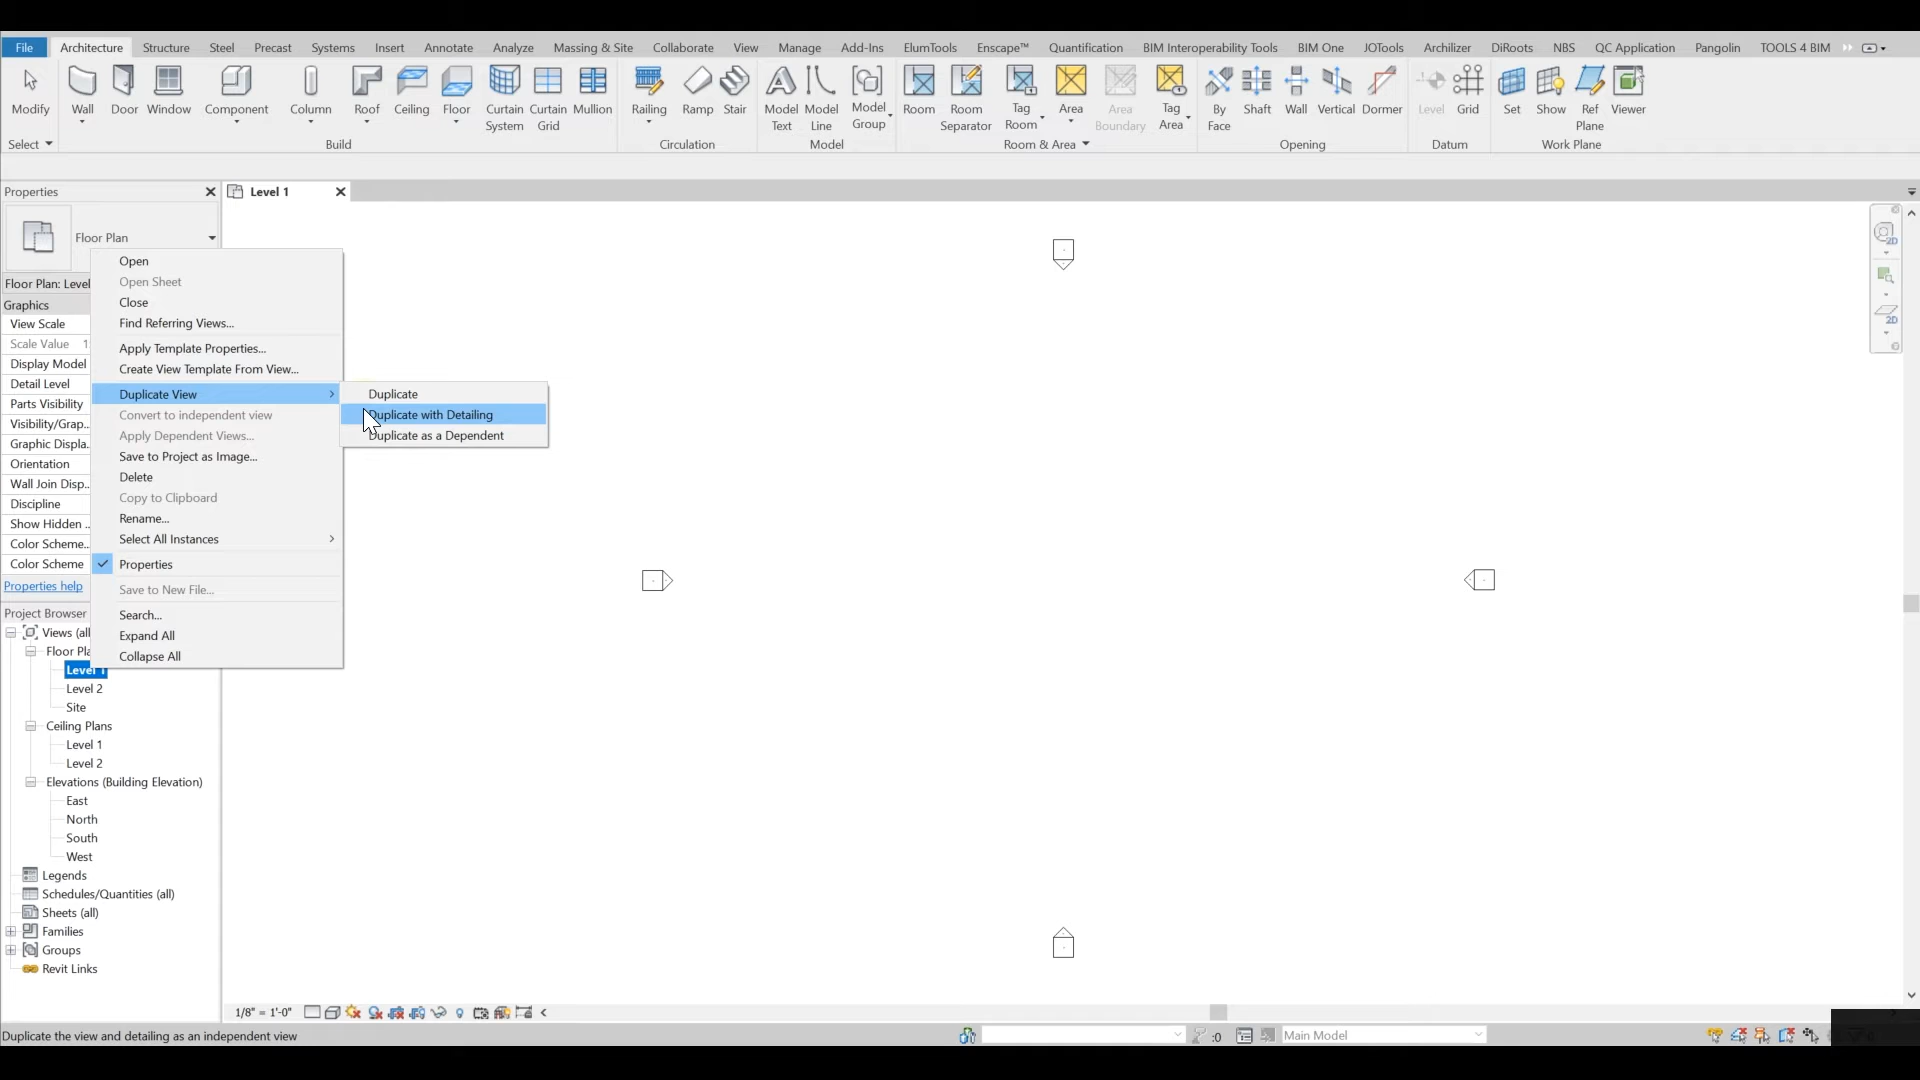 File Architecture Structure Steel Precast Systems Insert Annotate Analyze Massing & Site Collaborate View Manage Add-Ins ElumTools Enscape™ Quantification BIM Interoperability Tools BIM One JOTools Archilizer DiRoots NBS QC Application Pangolin TOOLS 4 BIM
Modify Wall Door Window Component Column Roof Ceiling Floor Curtain System Curtain Grid Mullion Railing Ramp Stair Model Text Model Line Model Group Room Room Separator Tag Room Area Area Boundary Tag Area By Face Shaft Wall Vertical Dormer Level Grid Set Show Ref Plane Viewer
Select Build Circulation Model Room & Area Opening Datum Work Plane
Properties
Level 1
Floor Plan
Floor Plan: Level
Graphics
View Scale
Scale Value 1
Display Model
Detail Level
Parts Visibility
Visibility/Grap...
Graphic Displa...
Orientation
Wall Join Disp...
Discipline
Show Hidden ...
Color Scheme...
Color Scheme
Properties help
Open
Open Sheet
Close
Find Referring Views...
Apply Template Properties...
Create View Template From View...
Duplicate View
Convert to independent view
Apply Dependent Views...
Save to Project as Image...
Delete
Copy to Clipboard
Rename...
Select All Instances
Properties
Save to New File...
Search...
Expand All
Collapse All
Duplicate
Duplicate with Detailing
Duplicate as a Dependent
Project Browser
Views (all
Floor Pla
Level 1
Level 2
Site
Ceiling Plans
Level 1
Level 2
Elevations (Building Elevation)
East
North
South
West
Legends
Schedules/Quantities (all)
Sheets (all)
Families
Groups
Revit Links
2D
2D
1/8" = 1'-0"
Duplicate the view and detailing as an independent view
:0
Main Model